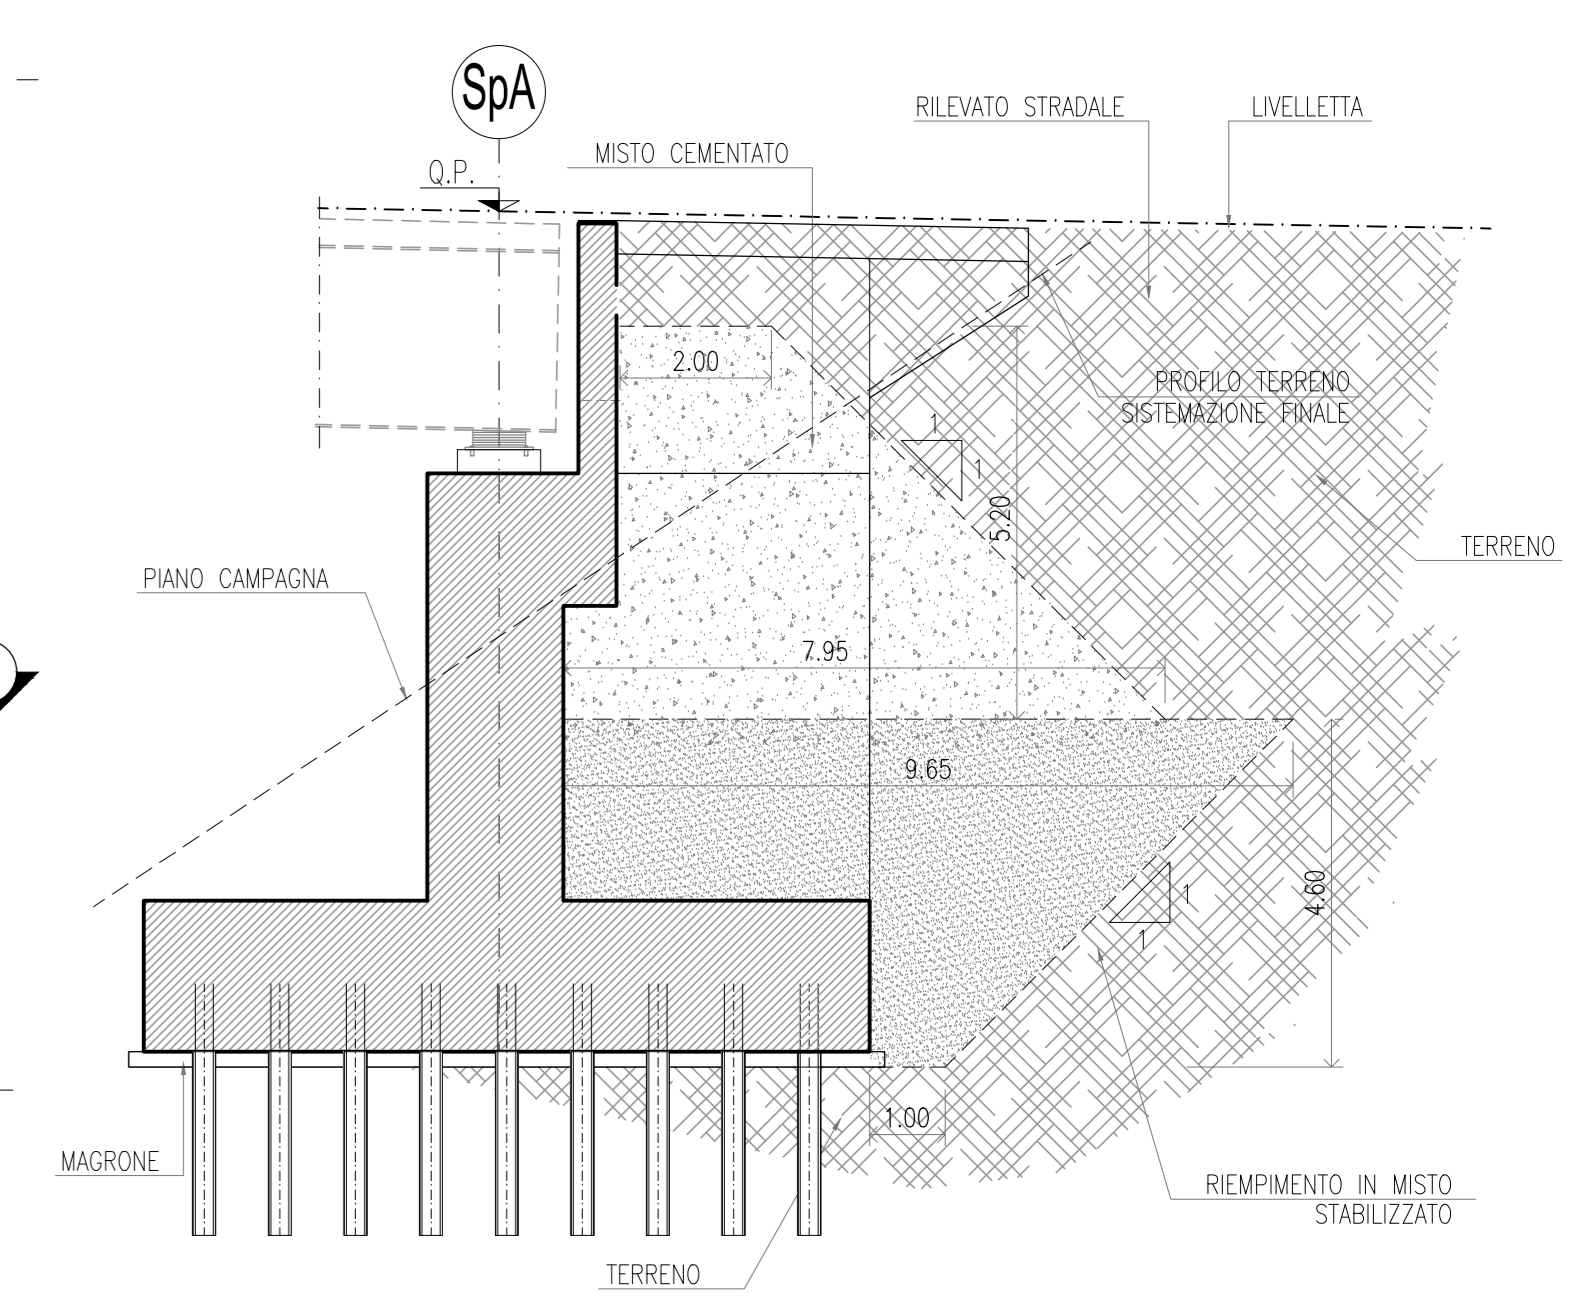 SpA
RILEVATO STRADALE
LIVELLETTA
MISTO CEMENTATO
Q.P.
2.00
PROFILO TERRENO
SISTEMAZIONE FINALE
1
1
5.20
TERRENO
PIANO CAMPAGNA
7.95
9.65
4.60
1
1
1.00
MAGRONE
RIEMPIMENTO IN MISTO
STABILIZZATO
TERRENO